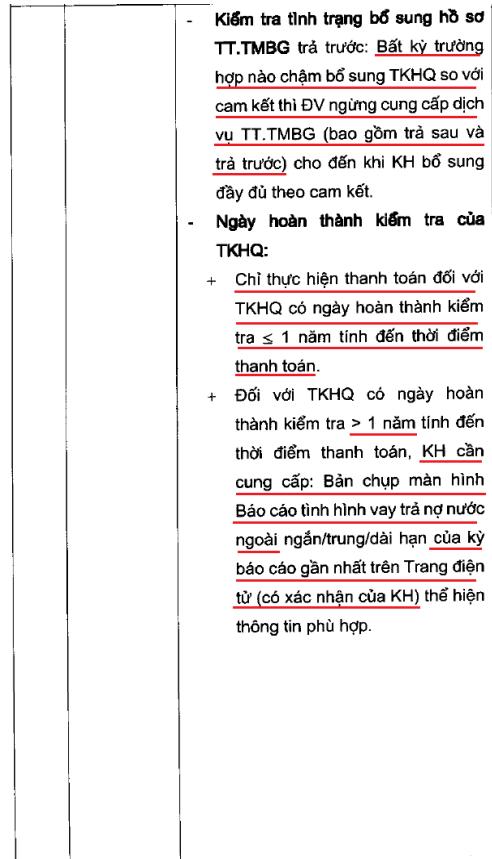 - Kiểm tra tình trạng bổ sung hồ sơ
TT.TMBG trả trước: Bất kỳ trường
hợp nào chậm bổ sung TKHQ so với
cam kết thì ĐV ngừng cung cấp dịch
vụ TT.TMBG (bao gồm trả sau và
trả trước) cho đến khi KH bổ sung
đầy đủ theo cam kết.
- Ngày hoàn thành kiểm tra của
TKHQ:
+ Chỉ thực hiện thanh toán đối với
TKHQ có ngày hoàn thành kiểm
tra ≤ 1 năm tính đến thời điểm
thanh toán.
+ Đối với TKHQ có ngày hoàn
thành kiểm tra > 1 năm tính đến
thời điểm thanh toán, KH cần
cung cấp: Bản chụp màn hình
Báo cáo tình hình vay trả nợ nước
ngoài ngắn/trung/dài hạn của kỳ
báo cáo gần nhất trên Trang điện
tử (có xác nhận của KH) thể hiện
thông tin phù hợp.